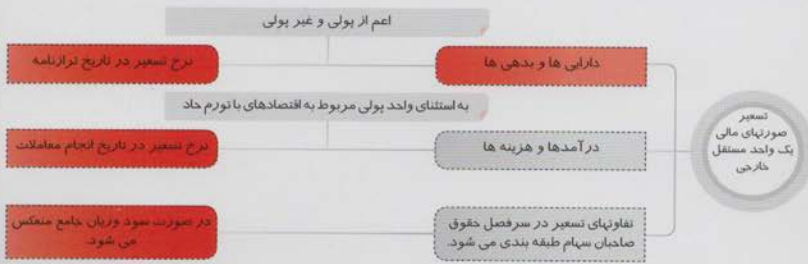 اعم از پولی و غیر پولی
دارایی ها و بدهی ها
نرخ تسعیر در تاریخ ترازنامه
به استثنای واحد پولی مربوط به اقتصادهای با تورم حاد
تسعیر
صورتهای مالی
یک واحد مستقل
خارجی
درآمدها و هزینه ها
نرخ تسعیر در تاریخ انجام معاملات
تفاوتهای تسعیر در سرفصل حقوق
صاحبان سهام طبقه بندی می شود.
در صورت سود وزیان جامع منعکس
می شود.